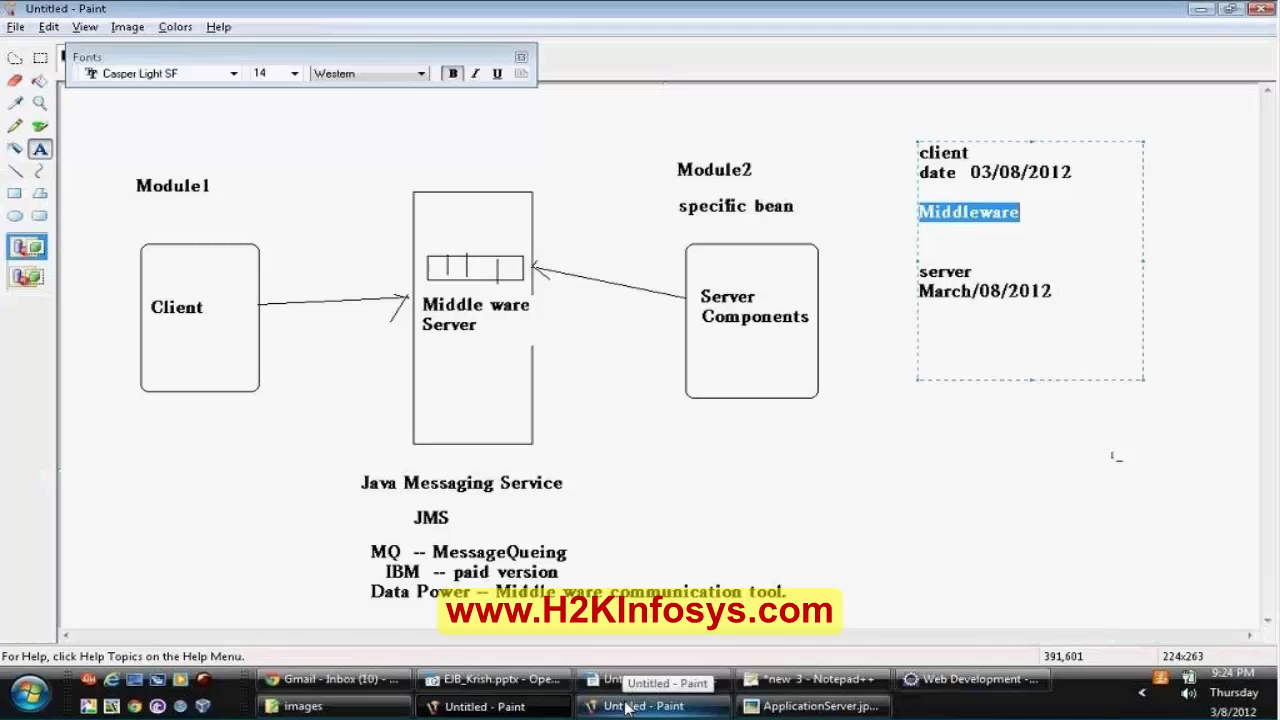 Untitled - Paint
File Edit View Image Colors Help
Fonts
Casper Light SF 14 Western B I U
Module1
Client
Middle ware
Server
Module2
specific bean
Server
Components
client
date 03/08/2012
Middleware
server
March/08/2012
Java Messaging Service
JMS
MQ -- MessageQueing
IBM -- paid version
Data Power -- Middle ware communication tool.
www.H2KInfosys.com
For Help, click Help Topics on the Help Menu.
391,601
224x263
Gmail - Inbox (10) - ...
EJB_Krish.pptx - Ope...
Untitled - Paint
*new 3 - Notepad++
Web Development - ...
9:24 PM
images
Untitled - Paint
Untitled - Paint
ApplicationServer.jp...
Thursday
3/8/2012